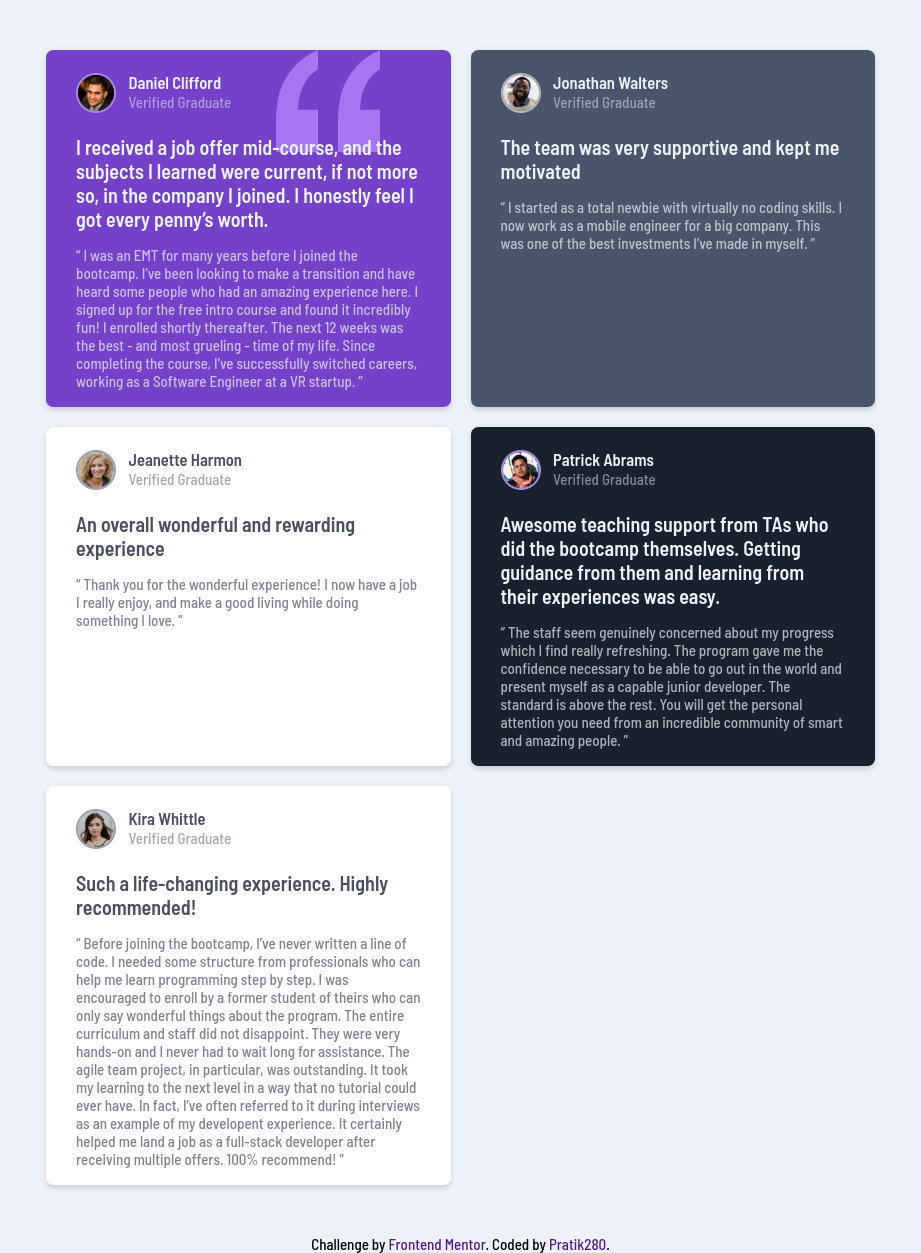 Daniel Clifford
Verified Graduate
I received a job offer mid-course, and the
subjects I learned were current, if not more
so, in the company I joined. I honestly feel I
got every penny’s worth.
“ I was an EMT for many years before I joined the
bootcamp. I’ve been looking to make a transition and have
heard some people who had an amazing experience here. I
signed up for the free intro course and found it incredibly
fun! I enrolled shortly thereafter. The next 12 weeks was
the best - and most grueling - time of my life. Since
completing the course, I’ve successfully switched careers,
working as a Software Engineer at a VR startup. ”
Jonathan Walters
Verified Graduate
The team was very supportive and kept me
motivated
“ I started as a total newbie with virtually no coding skills. I
now work as a mobile engineer for a big company. This
was one of the best investments I’ve made in myself. ”
Jeanette Harmon
Verified Graduate
An overall wonderful and rewarding
experience
“ Thank you for the wonderful experience! I now have a job
I really enjoy, and make a good living while doing
something I love. ”
Patrick Abrams
Verified Graduate
Awesome teaching support from TAs who
did the bootcamp themselves. Getting
guidance from them and learning from
their experiences was easy.
“ The staff seem genuinely concerned about my progress
which I find really refreshing. The program gave me the
confidence necessary to be able to go out in the world and
present myself as a capable junior developer. The
standard is above the rest. You will get the personal
attention you need from an incredible community of smart
and amazing people. ”
Kira Whittle
Verified Graduate
Such a life-changing experience. Highly
recommended!
“ Before joining the bootcamp, I’ve never written a line of
code. I needed some structure from professionals who can
help me learn programming step by step. I was
encouraged to enroll by a former student of theirs who can
only say wonderful things about the program. The entire
curriculum and staff did not disappoint. They were very
hands-on and I never had to wait long for assistance. The
agile team project, in particular, was outstanding. It took
my learning to the next level in a way that no tutorial could
ever have. In fact, I’ve often referred to it during interviews
as an example of my developent experience. It certainly
helped me land a job as a full-stack developer after
receiving multiple offers. 100% recommend! ”
Challenge by Frontend Mentor. Coded by Pratik280.